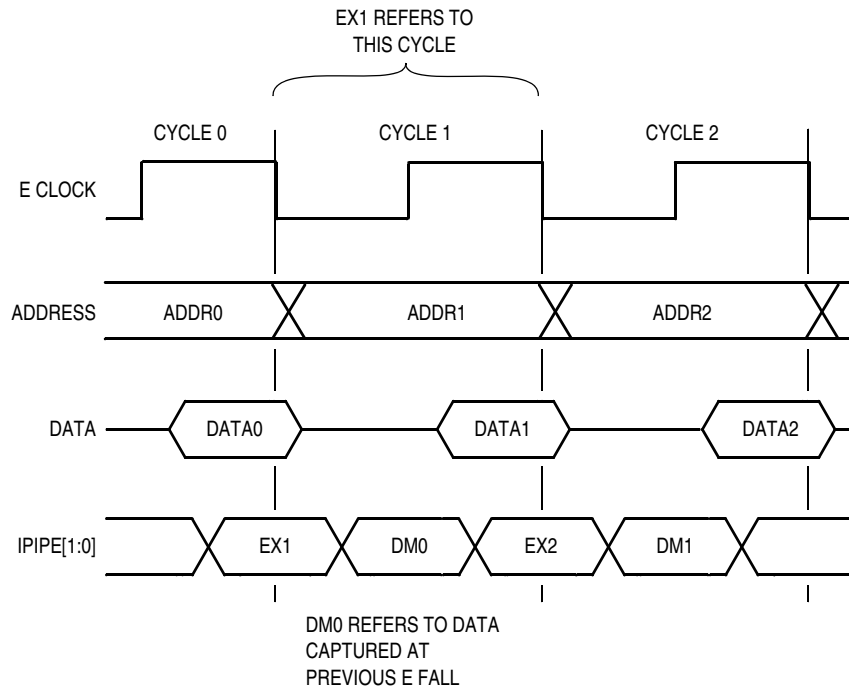 EX1 REFERS TO
THIS CYCLE
CYCLE 0 CYCLE 1 CYCLE 2
E CLOCK
ADDRESS ADDR0 ADDR1 ADDR2
DATA DATA0 DATA1 DATA2
IPIPE[1:0] EX1 DM0 EX2 DM1
DM0 REFERS TO DATA
CAPTURED AT
PREVIOUS E FALL